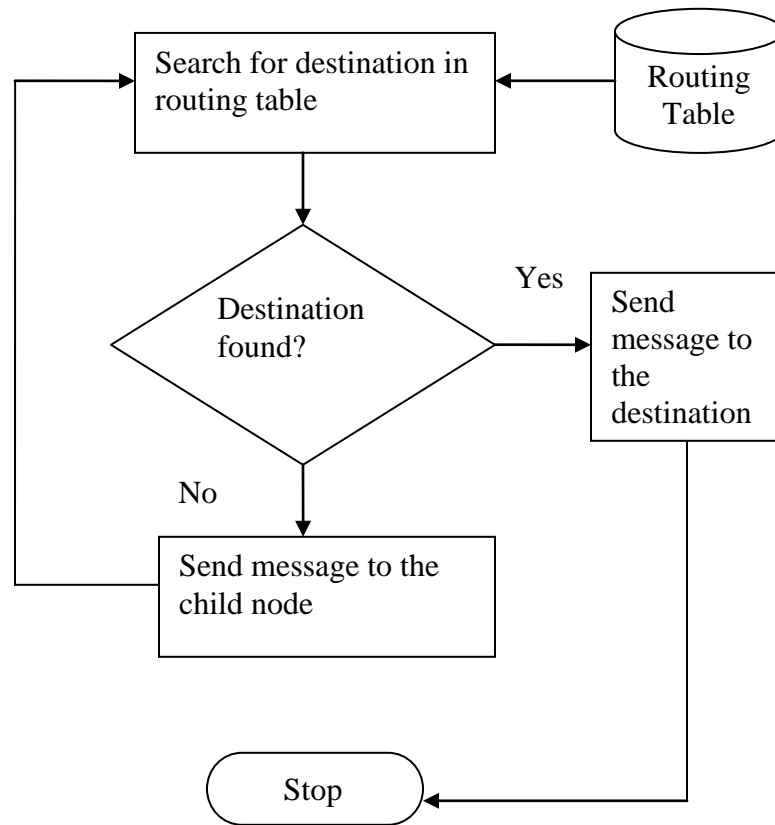 Search for destination in
routing table
Routing
Table
Destination
found?
Yes
Send
message to
the
destination
No
Send message to the
child node
Stop